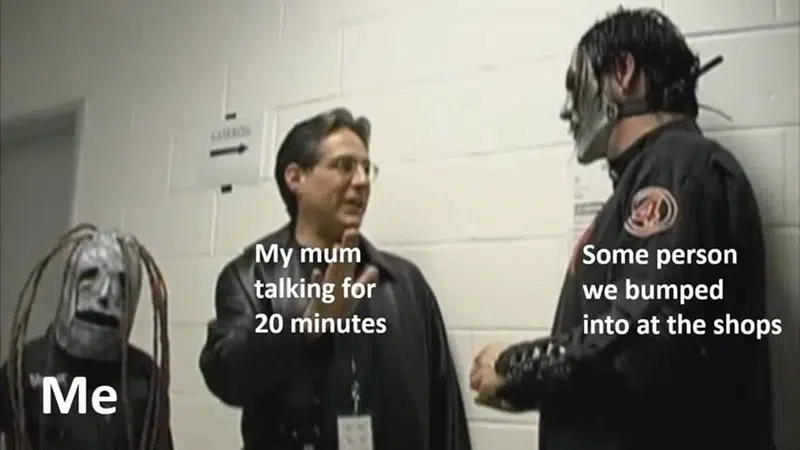 My mum
talking for
20 minutes
Some person
we bumped
into at the shops
Me